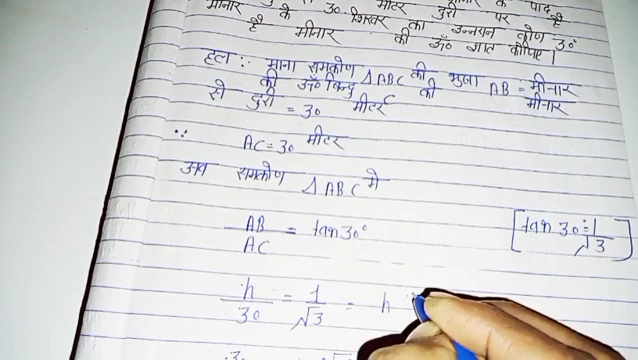 मीनार के 30 मीटर दुरी पर है
शिखर का उन्नयन कोण 30°
है मीनार की ऊँ० ज्ञात कीजिए।
हल ∵ माना समकोण △ABC की भुजा AB = मीनार
की ऊँ० बिन्दु की मीनार
से दुरी = 30 मीटर
∵ AC = 30 मीटर
अब समकोण △ABC मे
AB/AC = tan 30° [tan 30 = 1/√3]
h/30 = 1/√3 = h